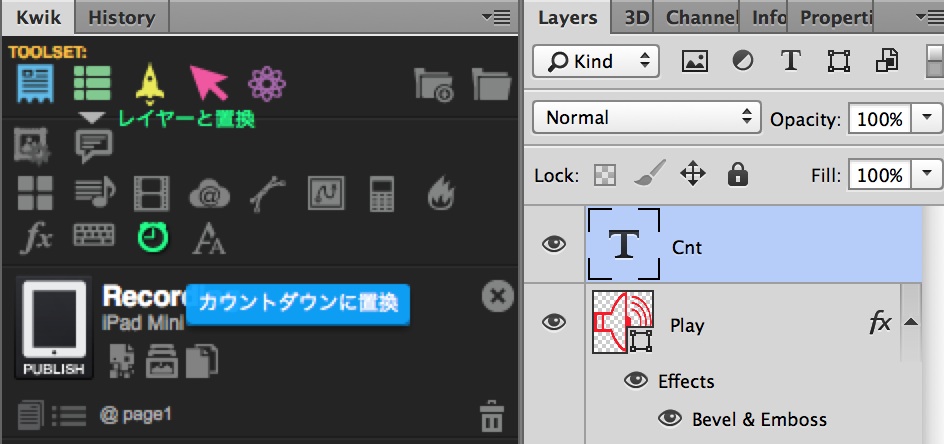 Kwik
History
TOOLSET:
レイヤーと置換
fx
カウントダウンに置換
iPad Mini
PUBLISH
@ page1
Layers
3D
Channel
Info
Properti
Kind
T
Normal
Opacity: 100%
Lock:
Fill: 100%
T
Cnt
Play
fx
Effects
Bevel & Emboss